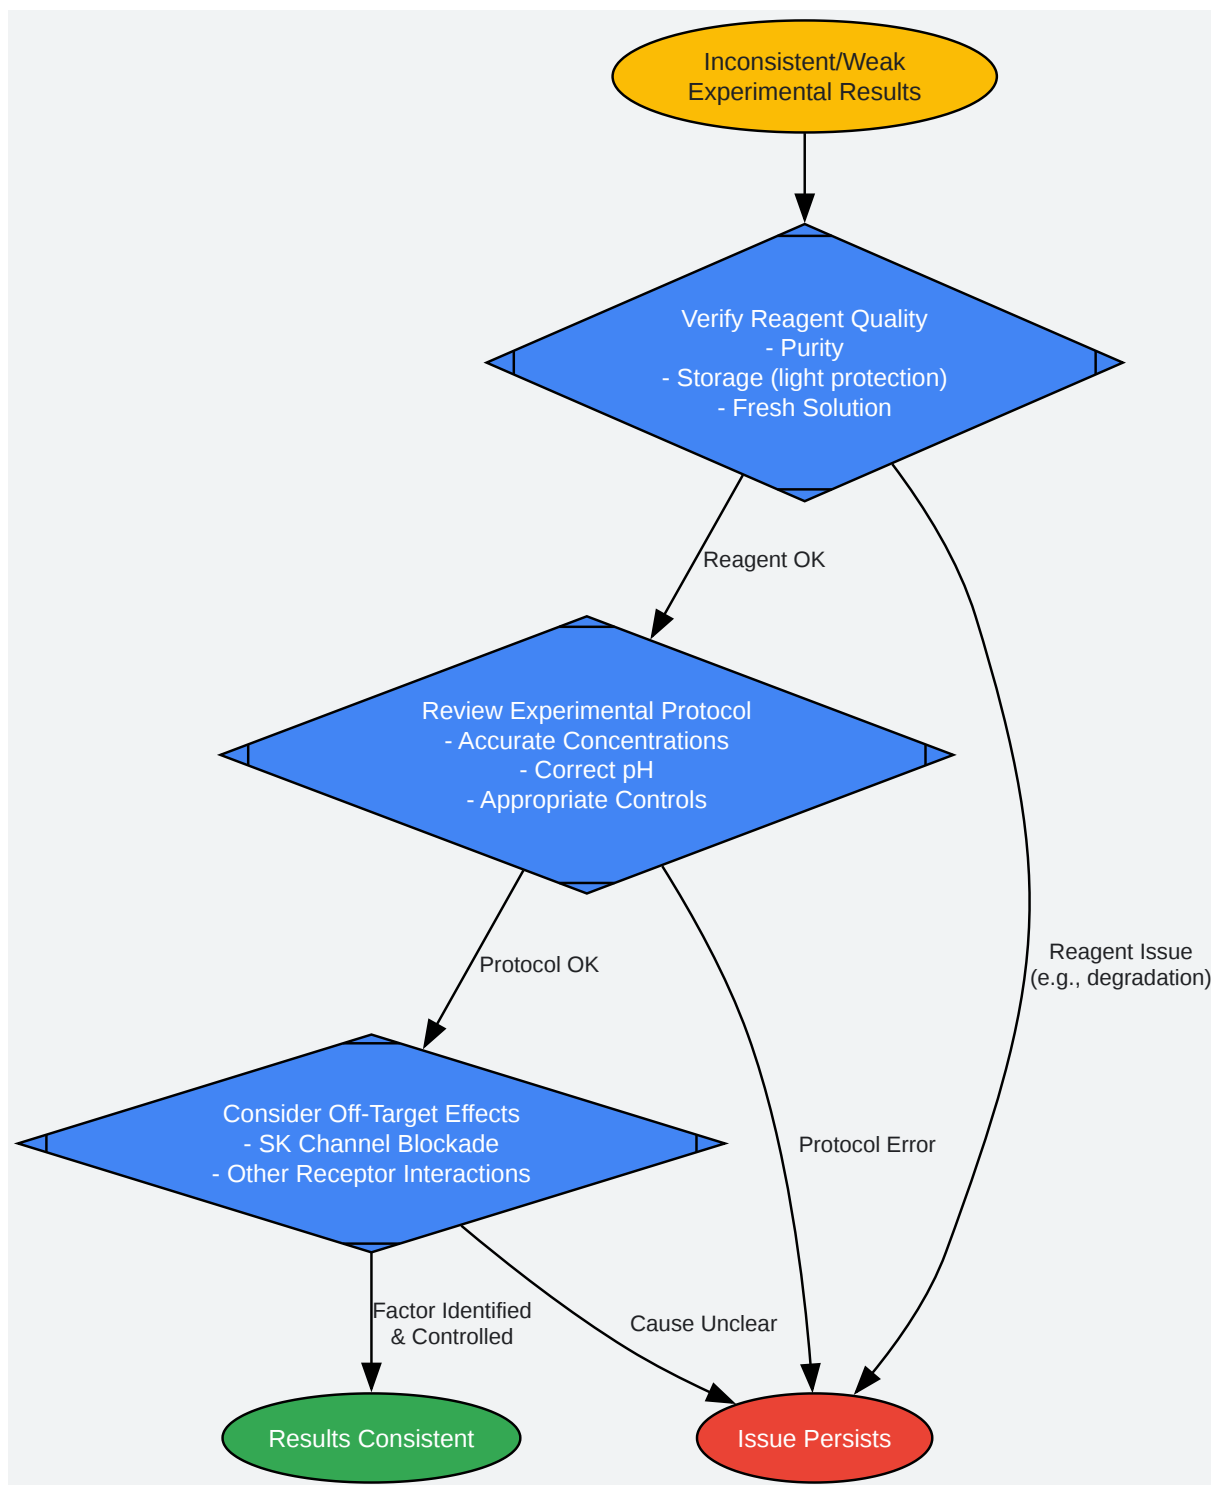 Inconsistent/Weak
Experimental Results
Verify Reagent Quality
- Purity
- Storage (light protection)
- Fresh Solution
Reagent OK
Review Experimental Protocol
- Accurate Concentrations
- Correct pH
- Appropriate Controls
Protocol OK
Reagent Issue
(e.g., degradation)
Consider Off-Target Effects
- SK Channel Blockade
- Other Receptor Interactions
Protocol Error
Factor Identified
& Controlled
Cause Unclear
Results Consistent
Issue Persists